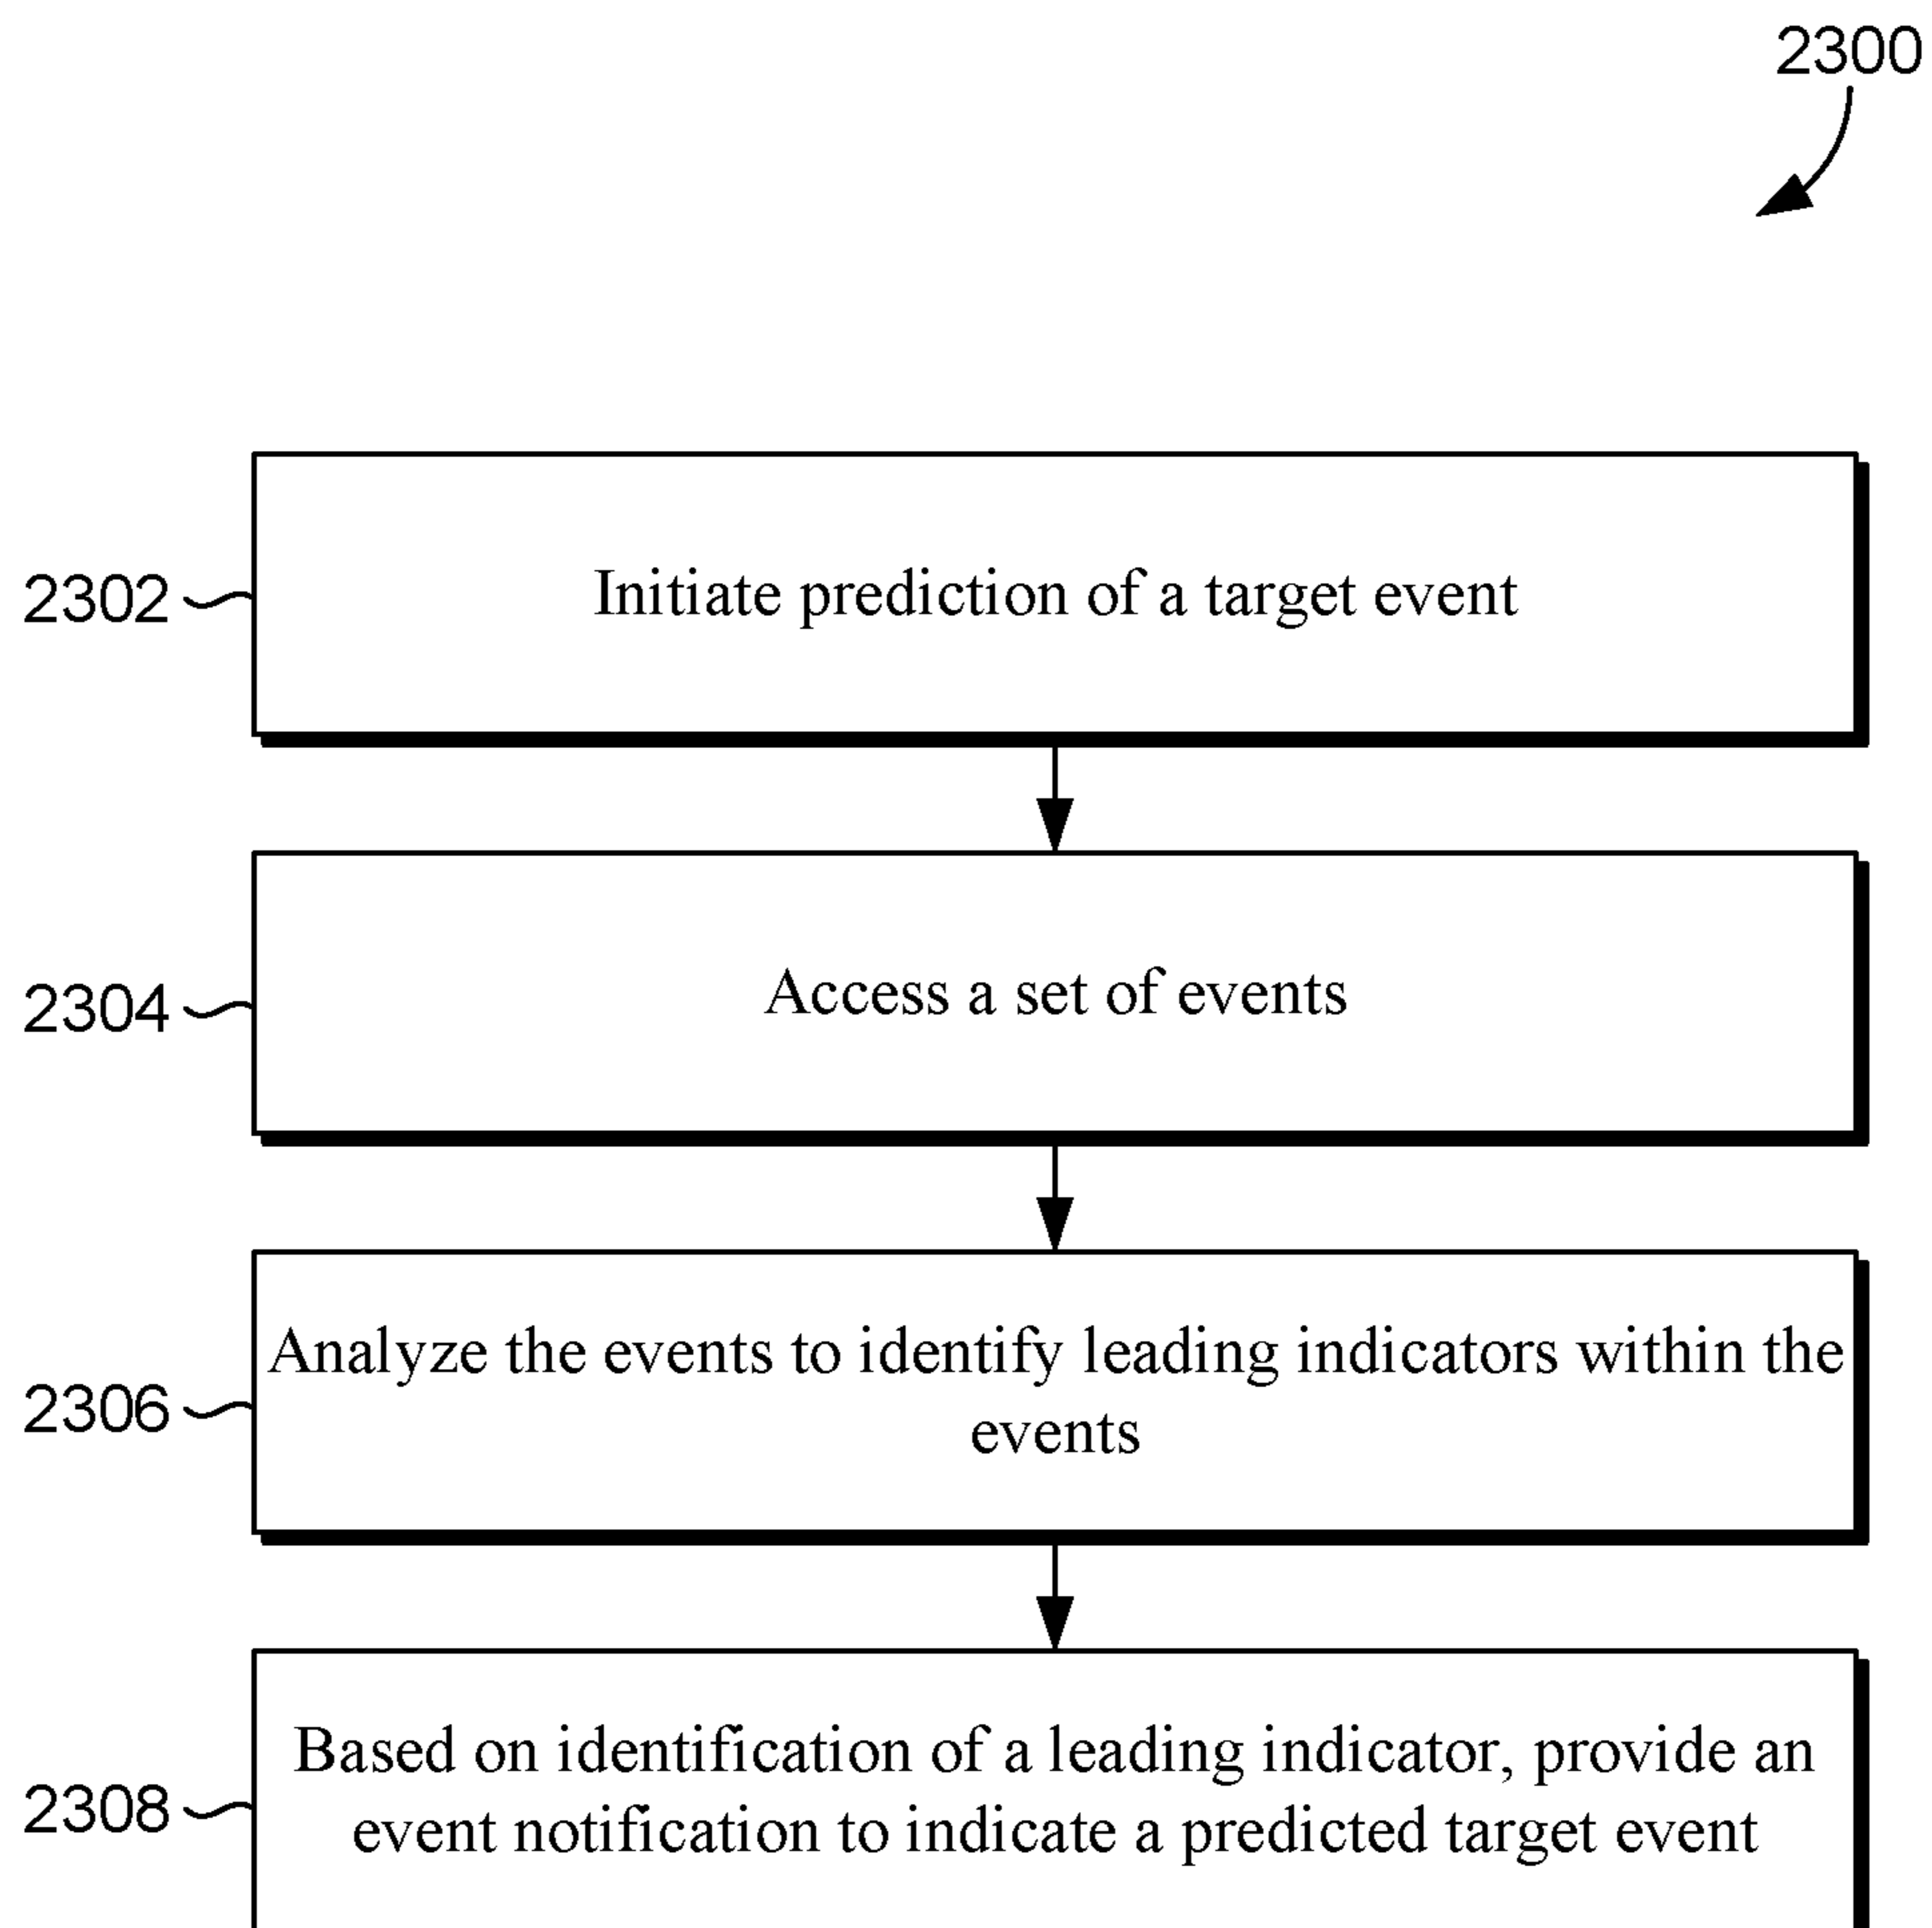 2300
2302
Initiate prediction of a target event
2304
Access a set of events
2306
Analyze the events to identify leading indicators within the
events
2308
Based on identification of a leading indicator, provide an
event notification to indicate a predicted target event